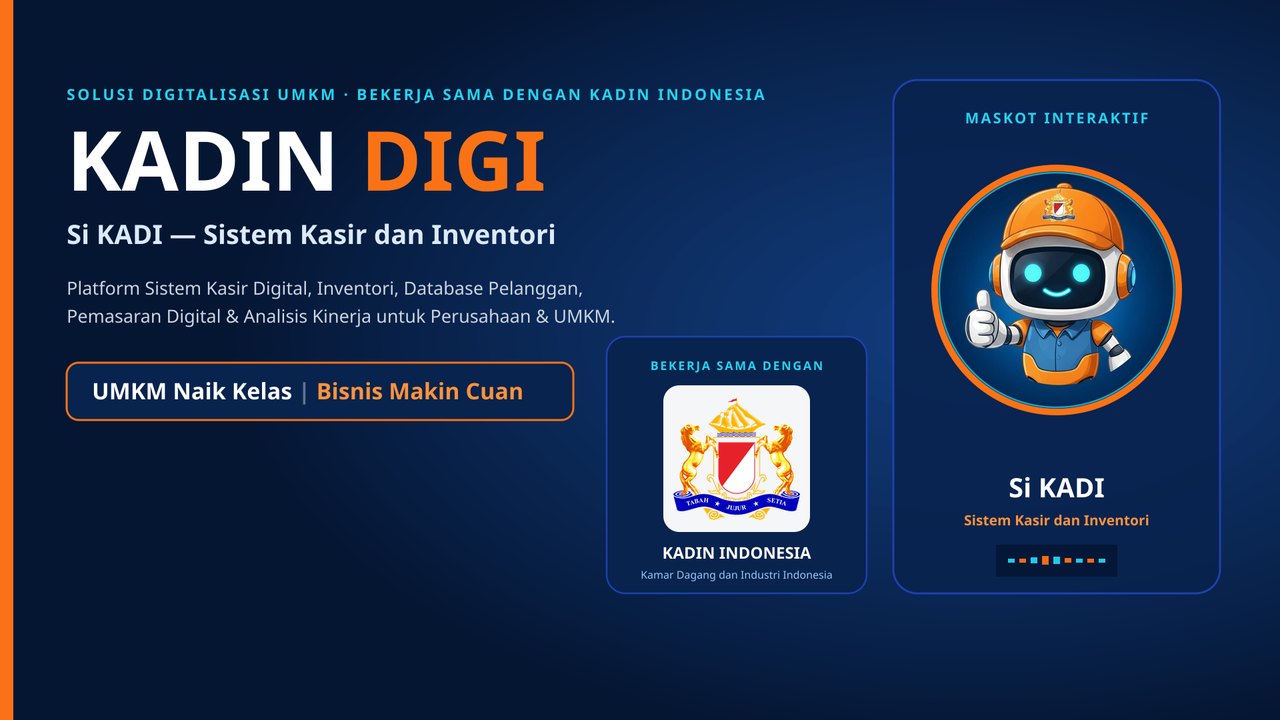 SOLUSI DIGITALISASI UMKM · BEKERJA SAMA DENGAN KADIN INDONESIA
KADIN DIGI
Si KADI — Sistem Kasir dan Inventori
Platform Sistem Kasir Digital, Inventori, Database Pelanggan,
Pemasaran Digital & Analisis Kinerja untuk Perusahaan & UMKM.
UMKM Naik Kelas | Bisnis Makin Cuan
BEKERJA SAMA DENGAN
TABAH ★ JUJUR ★ SETIA
KADIN INDONESIA
Kamar Dagang dan Industri Indonesia
MASKOT INTERAKTIF
Si KADI
Sistem Kasir dan Inventori